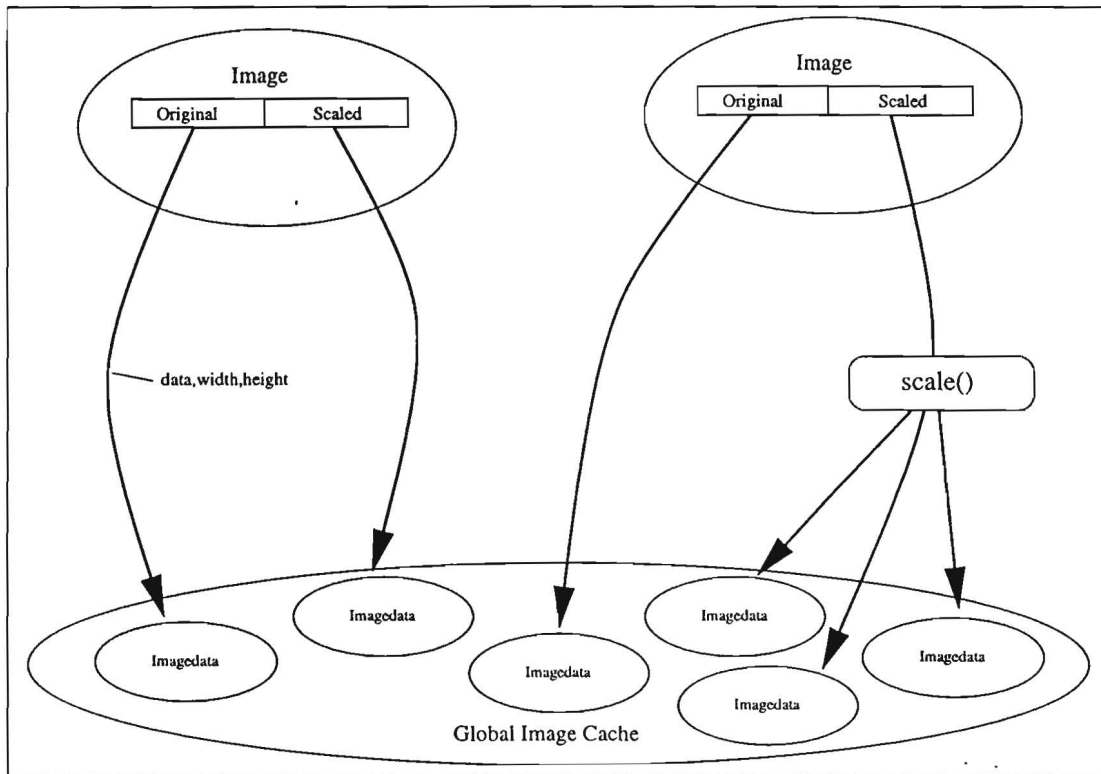 Image
Original Scaled
Image
Original Scaled
data,width,height
scale()
Imagedata
Imagedata
Imagedata
Imagedata
Imagedata
Imagedata
Global Image Cache